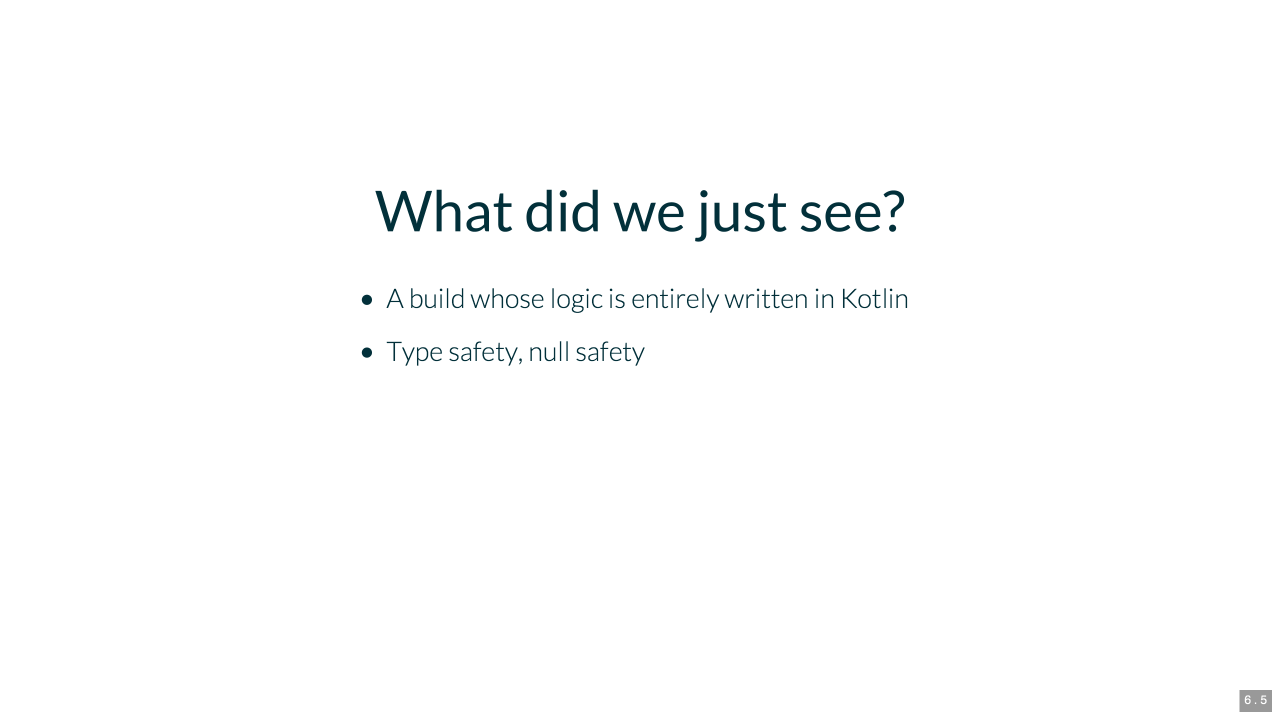 What did we just see?
• A build whose logic is entirely written in Kotlin
• Type safety, null safety
6.5